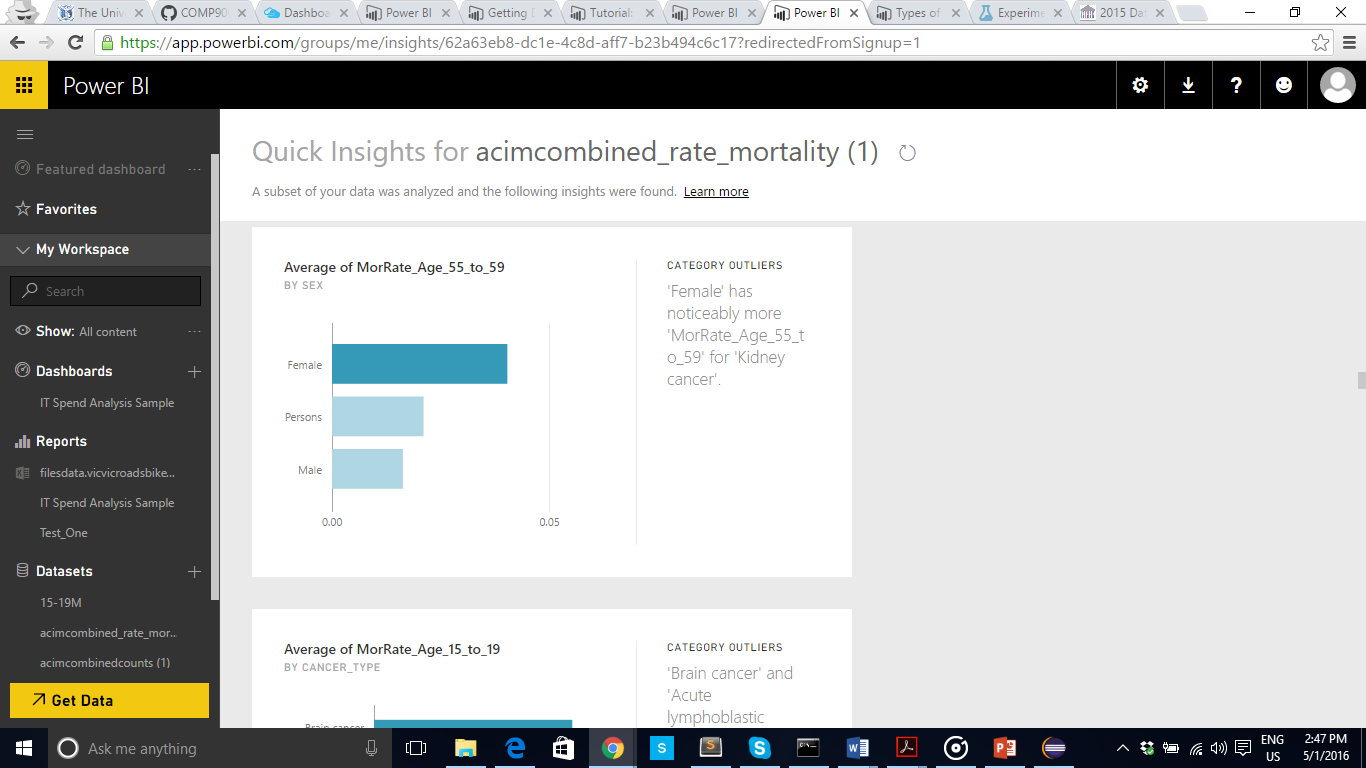 The Unive
COMP90
Dashboa
Power BI
Getting D
Tutorial:
Power BI
Power BI
Types of
Experime
2015 Dat
https://app.powerbi.com/groups/me/insights/62a63eb8-dc1e-4c8d-aff7-b23b494c6c17?redirectedFromSignup=1
Power BI
?
Featured dashboard ...
Favorites
My Workspace
Search
Show: All content ...
Dashboards +
IT Spend Analysis Sample
Reports
filesdata.vicvicroadsbike...
IT Spend Analysis Sample
Test_One
Datasets +
15-19M
acimcombined_rate_mor...
acimcombinedcounts (1)
Get Data
Quick Insights for acimcombined_rate_mortality (1)
A subset of your data was analyzed and the following insights were found. Learn more
Average of MorRate_Age_55_to_59
BY SEX
Female
Persons
Male
0.00 0.05
CATEGORY OUTLIERS
'Female' has
noticeably more
'MorRate_Age_55_t
o_59' for 'Kidney
cancer'.
Average of MorRate_Age_15_to_19
BY CANCER_TYPE
Brain cancer
CATEGORY OUTLIERS
'Brain cancer' and
'Acute
lymphoblastic
Ask me anything
ENG
US
2:47 PM
5/1/2016